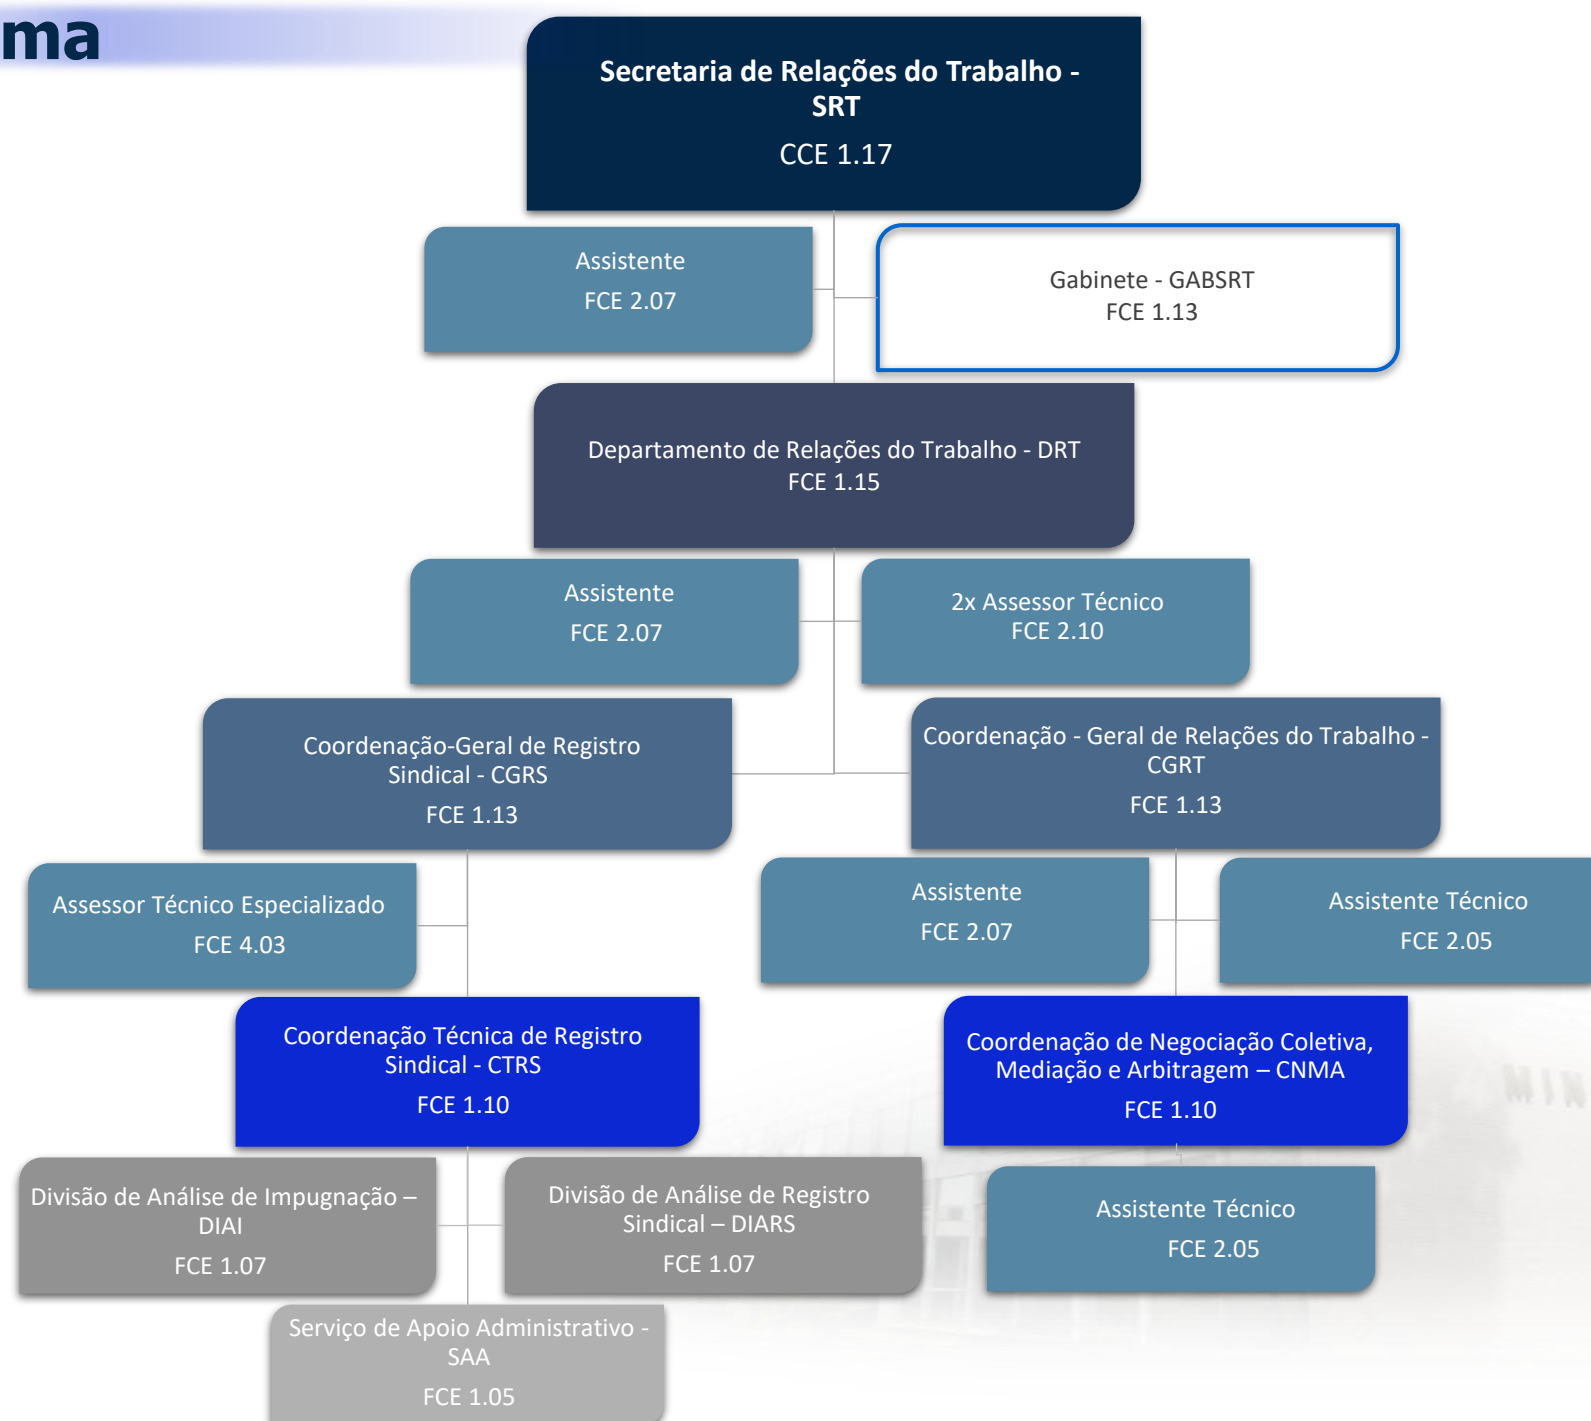 ma
Secretaria de Relações do Trabalho -
SRT
CCE 1.17
Assistente
FCE 2.07
Gabinete - GABSRT
FCE 1.13
Departamento de Relações do Trabalho - DRT
FCE 1.15
Assistente
FCE 2.07
2x Assessor Técnico
FCE 2.10
Coordenação-Geral de Registro
Sindical - CGRS
FCE 1.13
Coordenação - Geral de Relações do Trabalho -
CGRT
FCE 1.13
Assessor Técnico Especializado
FCE 4.03
Assistente
FCE 2.07
Assistente Técnico
FCE 2.05
Coordenação Técnica de Registro
Sindical - CTRS
FCE 1.10
Coordenação de Negociação Coletiva,
Mediação e Arbitragem – CNMA
FCE 1.10
MIN
Divisão de Análise de Impugnação –
DIAI
FCE 1.07
Divisão de Análise de Registro
Sindical – DIARS
FCE 1.07
Assistente Técnico
FCE 2.05
Serviço de Apoio Administrativo -
SAA
FCE 1.05